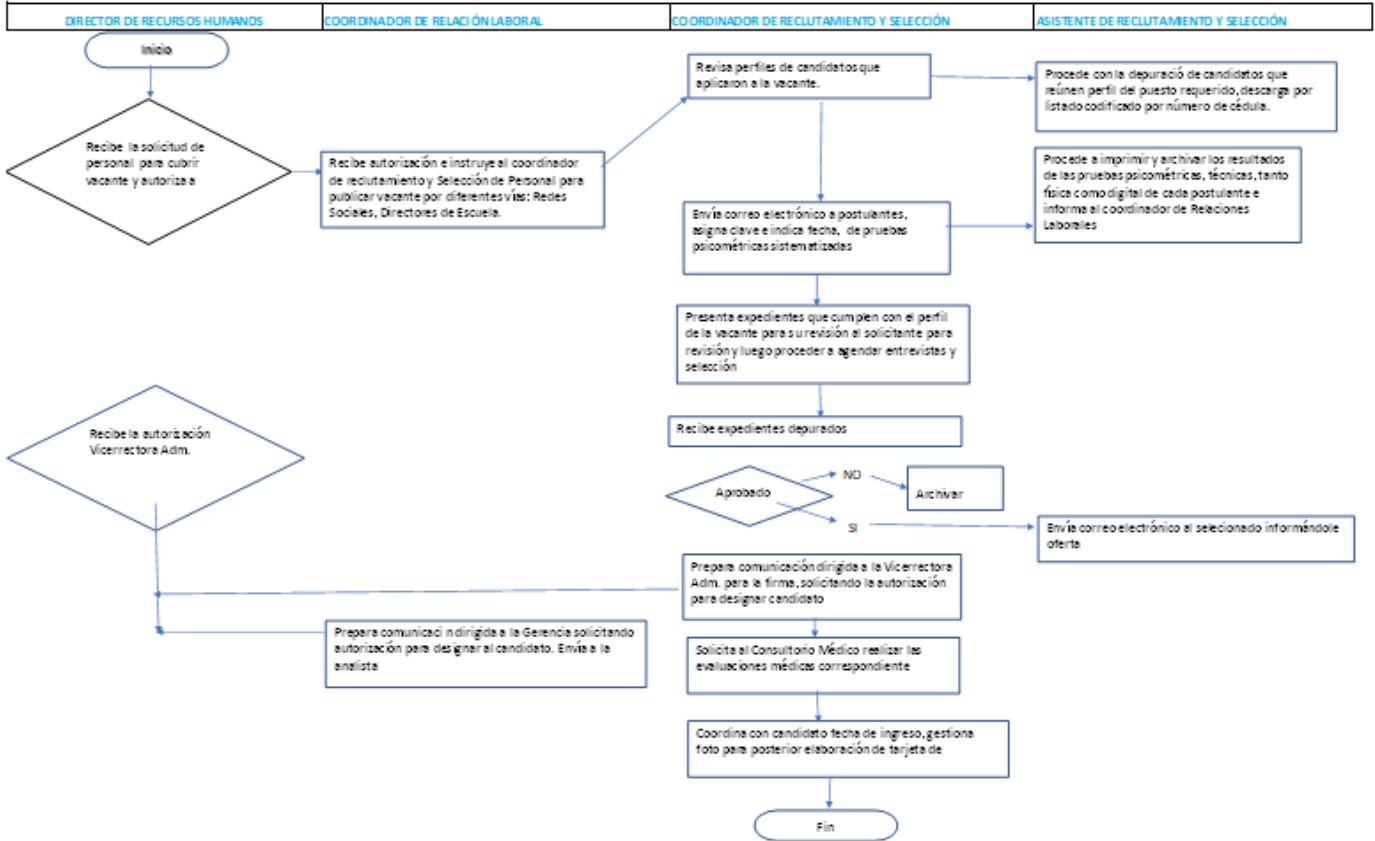 DIRECTOR DE RECURSOS HUMANOS
COORDINADOR DE RELACIÓN LABORAL
COORDINADOR DE RECLUTAMIENTO Y SELECCIÓN
ASISTENTE DE RECLUTAMIENTO Y SELECCIÓN
Inicio
Recibe la solicitud de
personal para cubrir
vacante y autoriza a
Recibe autorización e instruye al coordinador
de reclutamiento y Selección de Personal para
publicar vacante por diferentes vías: Redes
Sociales, Directores de Escuela.
Revisa perfiles de candidatos que
aplicaron a la vacante.
Procede con la depuració de candidatos que
reúnen perfil del puesto requerido, descarga por
listado codificado por número de cédula.
Procede a imprimir y archivar los resultados
de las pruebas psicométricas, técnicas, tanto
física como digital de cada postulante e
informa al coordinador de Relaciones
Laborales
Envía correo electrónico a postulantes,
asigna clave e indica fecha, de pruebas
psicométricas sistematizadas
Presenta expedientes que cumplen con el perfil
de la vacante para su revisión al solicitante para
revisión y luego proceder a agendar entrevistas y
selección
Recibe expedientes depurados
Recibe la autorización
Vicerrectora Adm.
Aprobado
NO
Archivar
SI
Envía correo electrónico al selecionado informándole
oferta
Prepara comunicación dirigida a la Vicerrectora
Adm. para la firma, solicitando la autorización
para designar candidato
Prepara comunicaci n dirigida a la Gerencia solicitando
autorización para designar al candidato. Envía a la
analista
Solicita al Consultorio Médico realizar las
evaluaciones médicas correspondiente
Coordina con candidato fecha de ingreso, gestiona
foto para posterior elaboración de tarjeta de
Fin